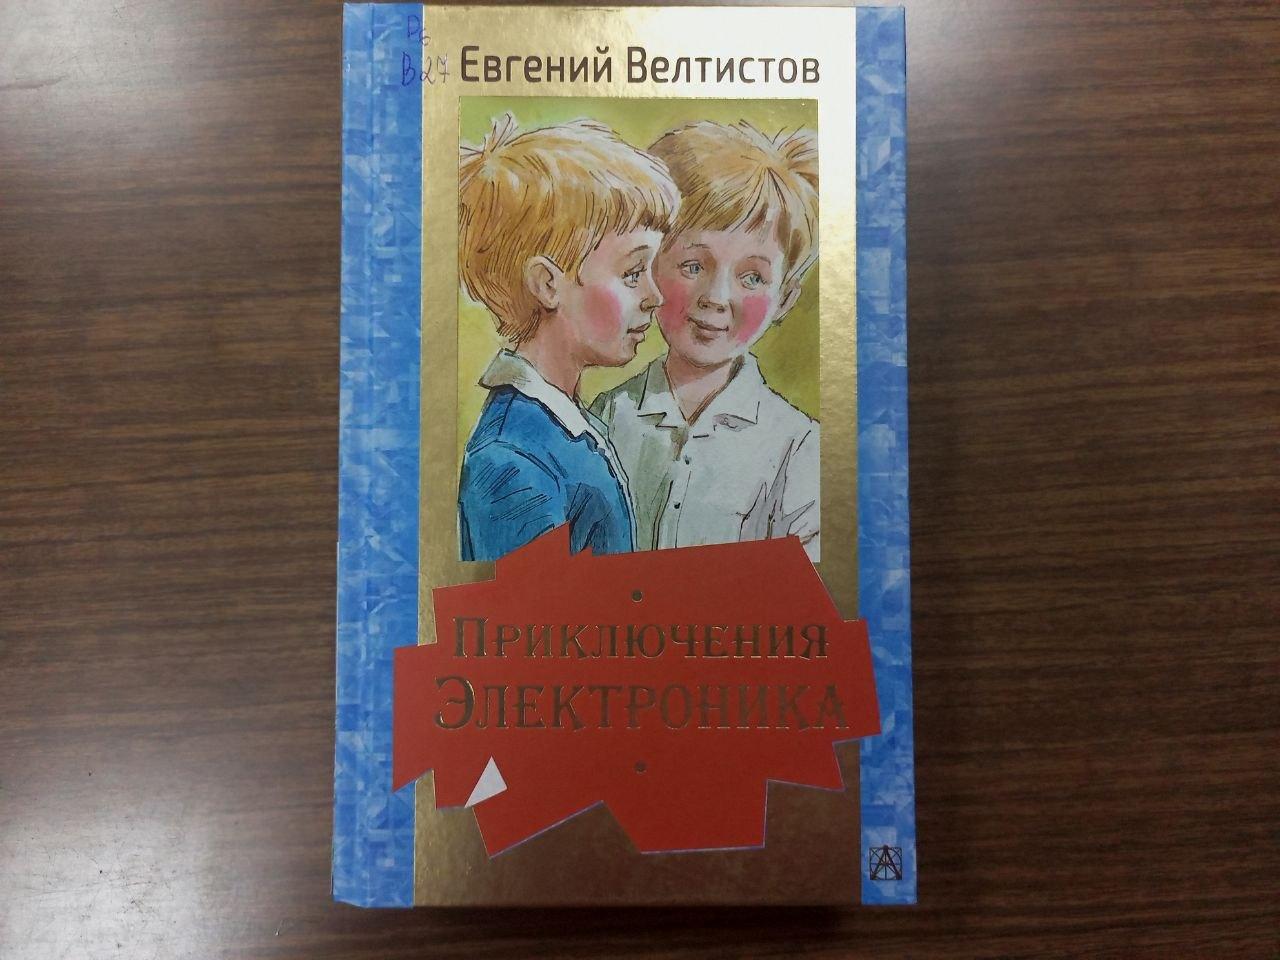 Р6
В27
Евгений Велтистов
Приключения
Электроника